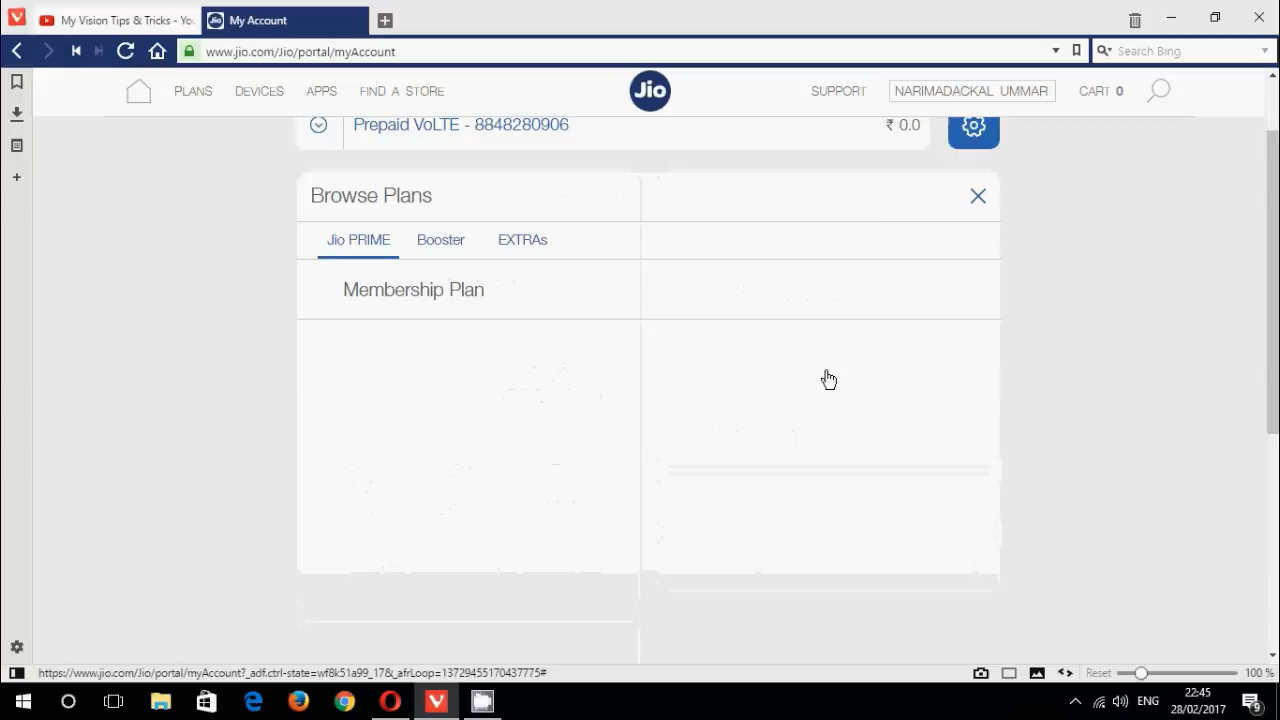 My Vision Tips & Tricks - Yo
My Account
www.jio.com/Jio/portal/myAccount
Search Bing
PLANS
DEVICES
APPS
FIND A STORE
Jio
SUPPORT
NARIMADACKAL UMMAR
CART 0
Prepaid VoLTE - 8848280906
₹ 0.0
Browse Plans
Jio PRIME
Booster
EXTRAs
Membership Plan
https://www.jio.com/Jio/portal/myAccount?_adf.ctrl-state=wf8k51a99_17&_afrLoop=13729455170437775#
Reset
100 %
ENG
22:45
28/02/2017
9